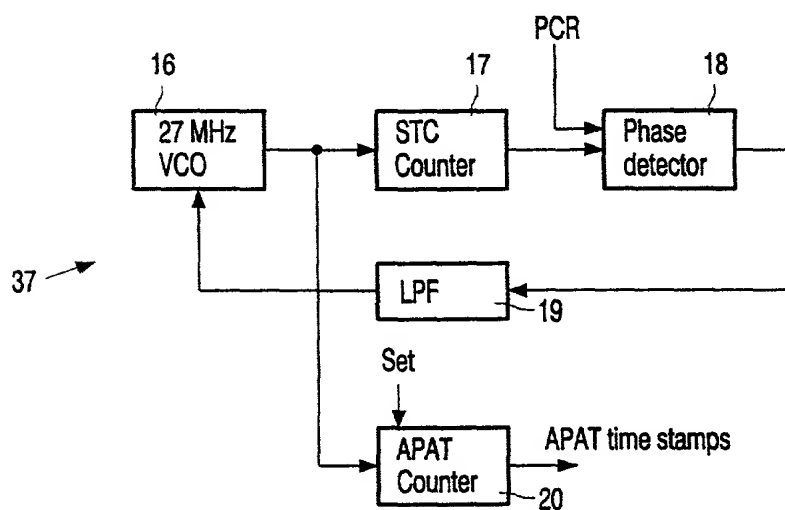 PCR
16
17
18
27 MHz
VCO
STC
Counter
Phase
detector
37
LPF
19
Set
APAT
Counter
APAT time stamps
20